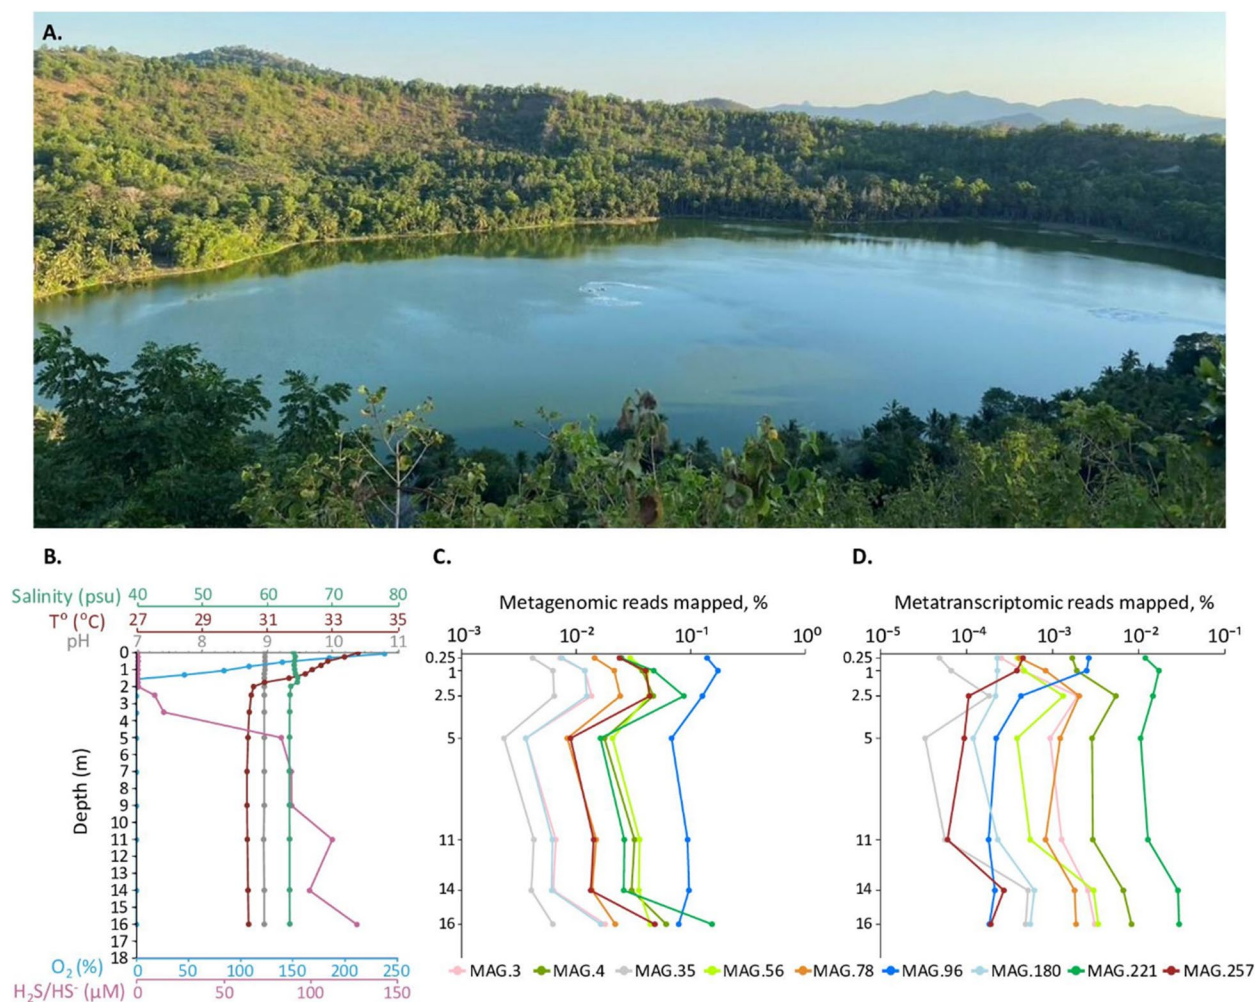 A.
B.
C.
D.
Salinity (psu) 40 50 60 70 80
T° (°C) 27 29 31 33 35
pH 7 8 9 10 11
Depth (m)
0
1
2
3
4
5
6
7
8
9
10
11
12
13
14
15
16
17
18
O₂ (%) 0 50 100 150 200 250
H₂S/HS⁻ (μM) 0 50 100 150
Metagenomic reads mapped, %
10⁻³ 10⁻² 10⁻¹ 10⁰
0.25
1
2.5
5
11
14
16
Metatranscriptomic reads mapped, %
10⁻⁵ 10⁻⁴ 10⁻³ 10⁻² 10⁻¹
0.25
1
2.5
5
11
14
16
MAG.3 MAG.4 MAG.35 MAG.56 MAG.78 MAG.96 MAG.180 MAG.221 MAG.257